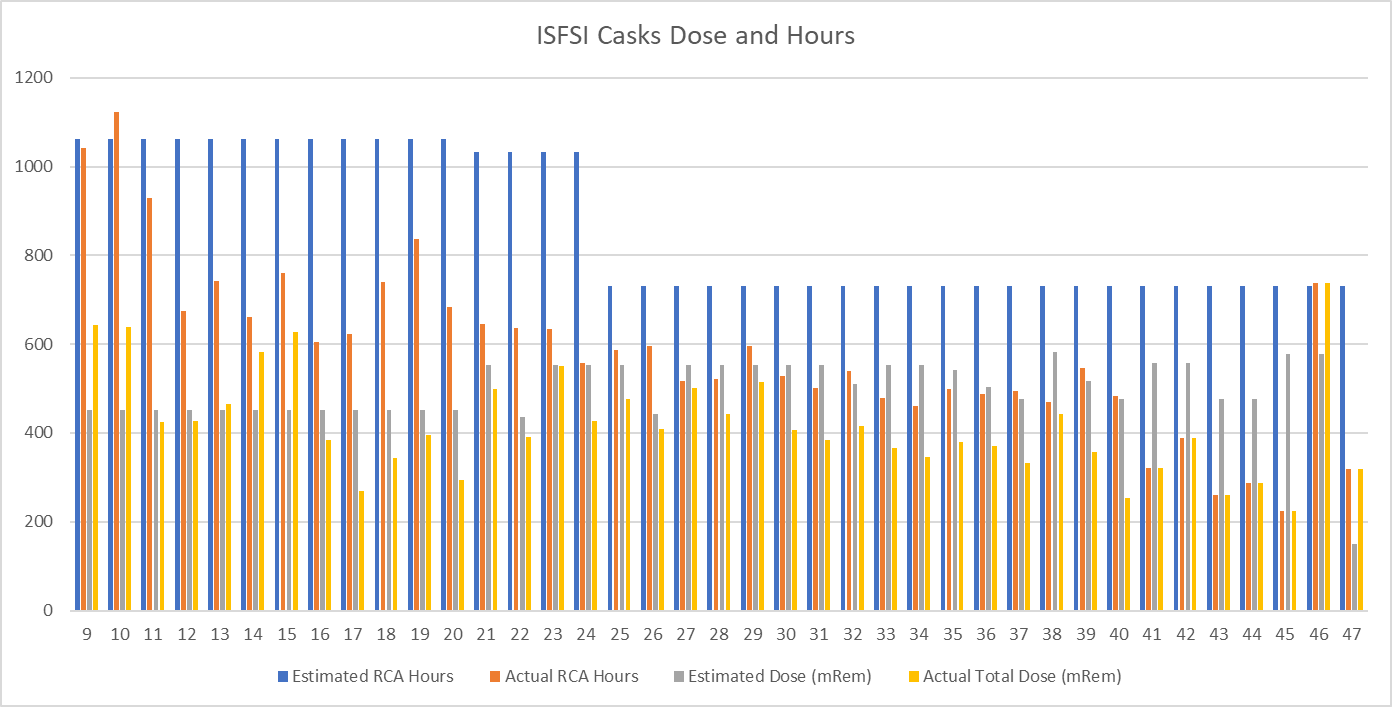 ISFSI Casks Dose and Hours
1200
1000
800
600
400
200
0
9 10 11 12 13 14 15 16 17 18 19 20 21 22 23 24 25 26 27 28 29 30 31 32 33 34 35 36 37 38 39 40 41 42 43 44 45 46 47
Estimated RCA Hours Actual RCA Hours Estimated Dose (mRem) Actual Total Dose (mRem)